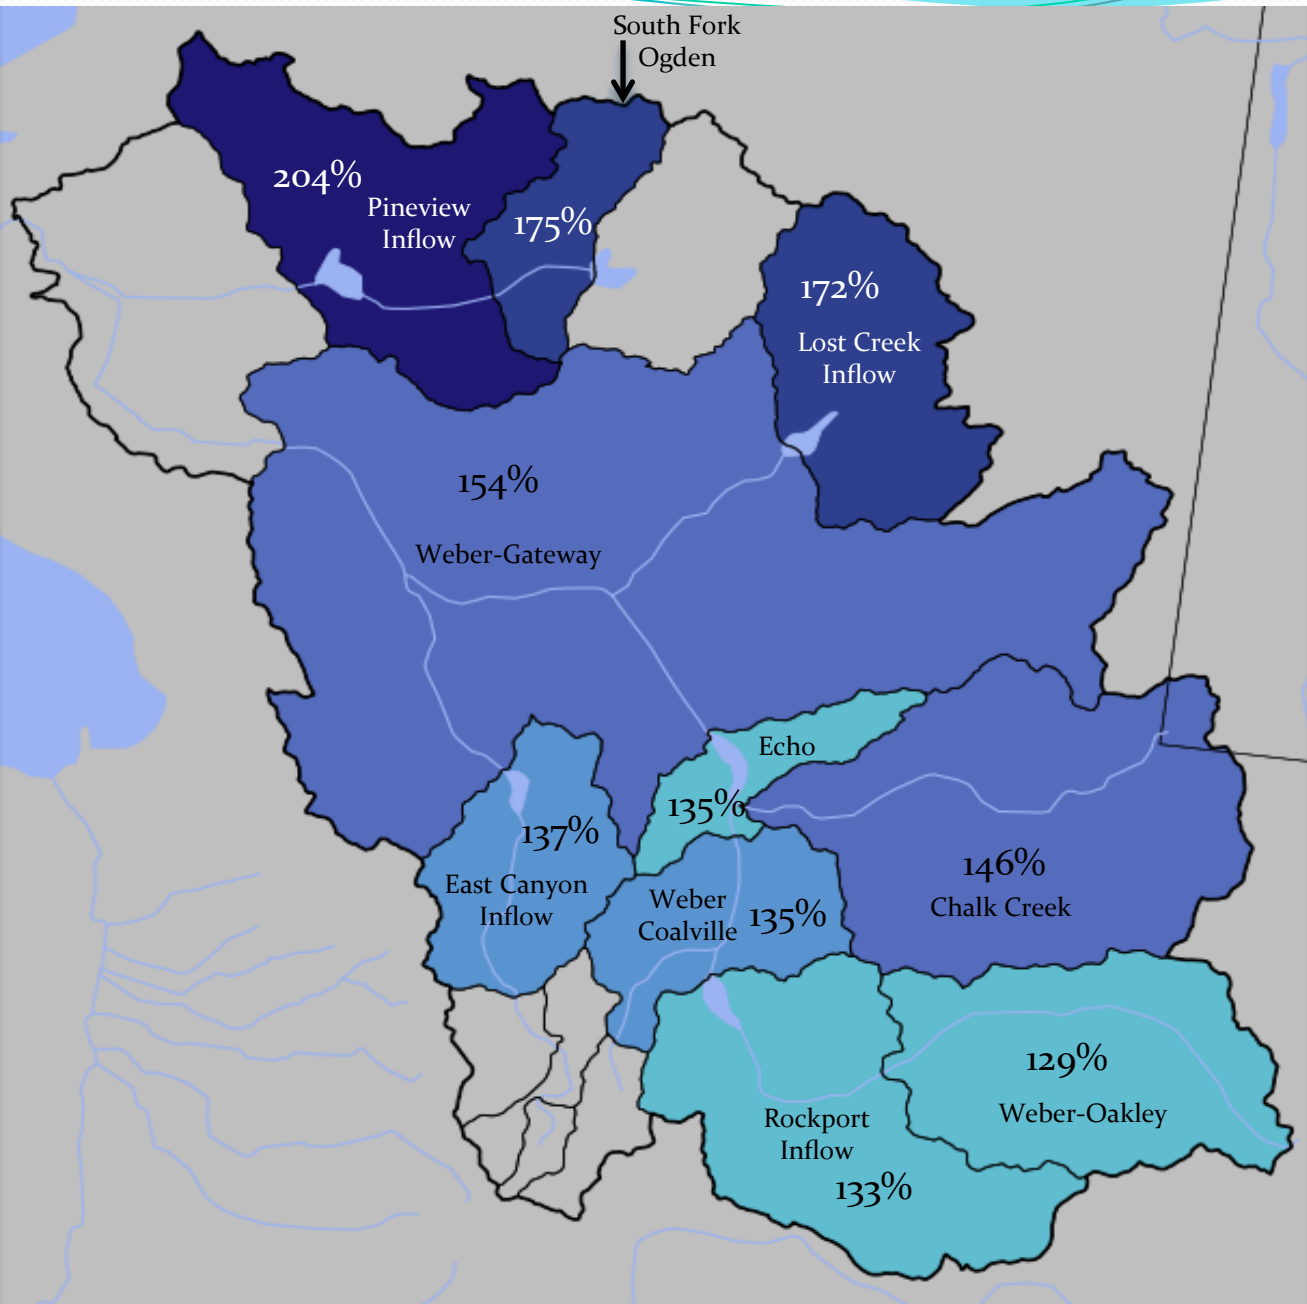 South Fork
Ogden
204%
Pineview
Inflow
175%
172%
Lost Creek
Inflow
154%
Weber-Gateway
Echo
135%
137%
East Canyon
Inflow
Weber
Coalville
135%
146%
Chalk Creek
129%
Weber-Oakley
Rockport
Inflow
133%